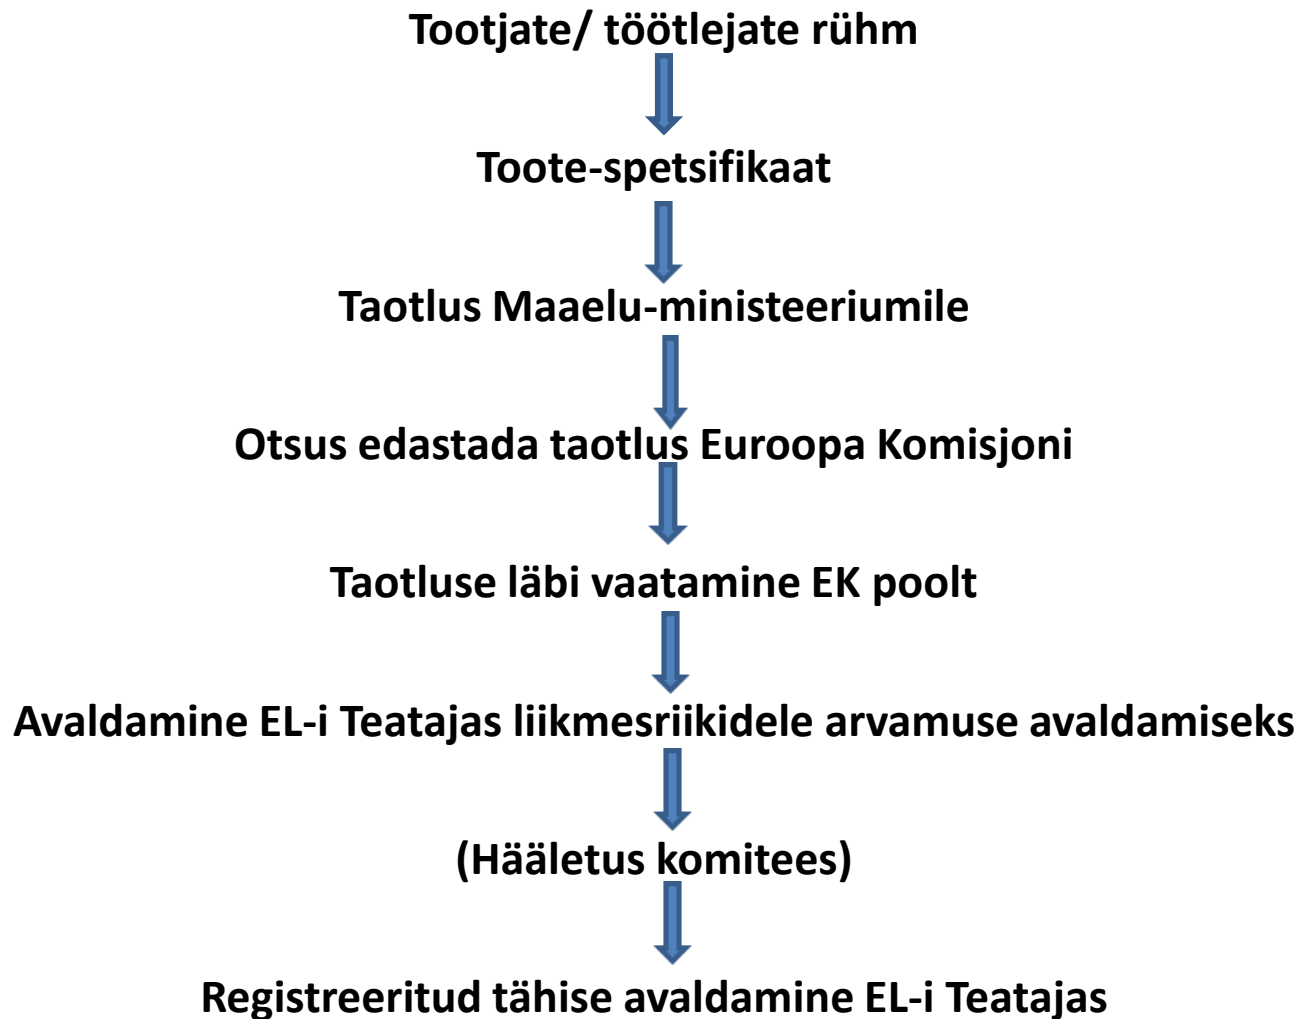 Tootjate/ töötlejate rühm
Toote-spetsifikaat
Taotlus Maaelu-ministeeriumile
Otsus edastada taotlus Euroopa Komisjoni
Taotluse läbi vaatamine EK poolt
Avaldamine EL-i Teatajas liikmesriikidele arvamuse avaldamiseks
(Hääletus komitees)
Registreeritud tähise avaldamine EL-i Teatajas